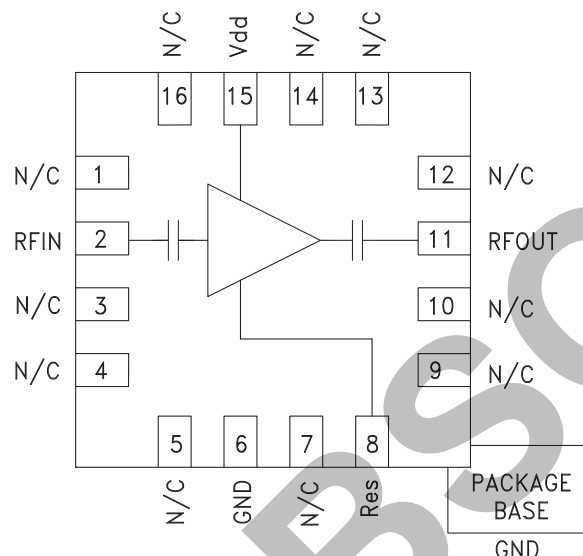 N/C Vdd N/C N/C
16 15 14 13
N/C 1 12 N/C
RFIN 2 11 RFOUT
N/C 3 10 N/C
N/C 4 9 N/C
5 6 7 8
N/C GND N/C Res
PACKAGE
BASE
GND
BSO